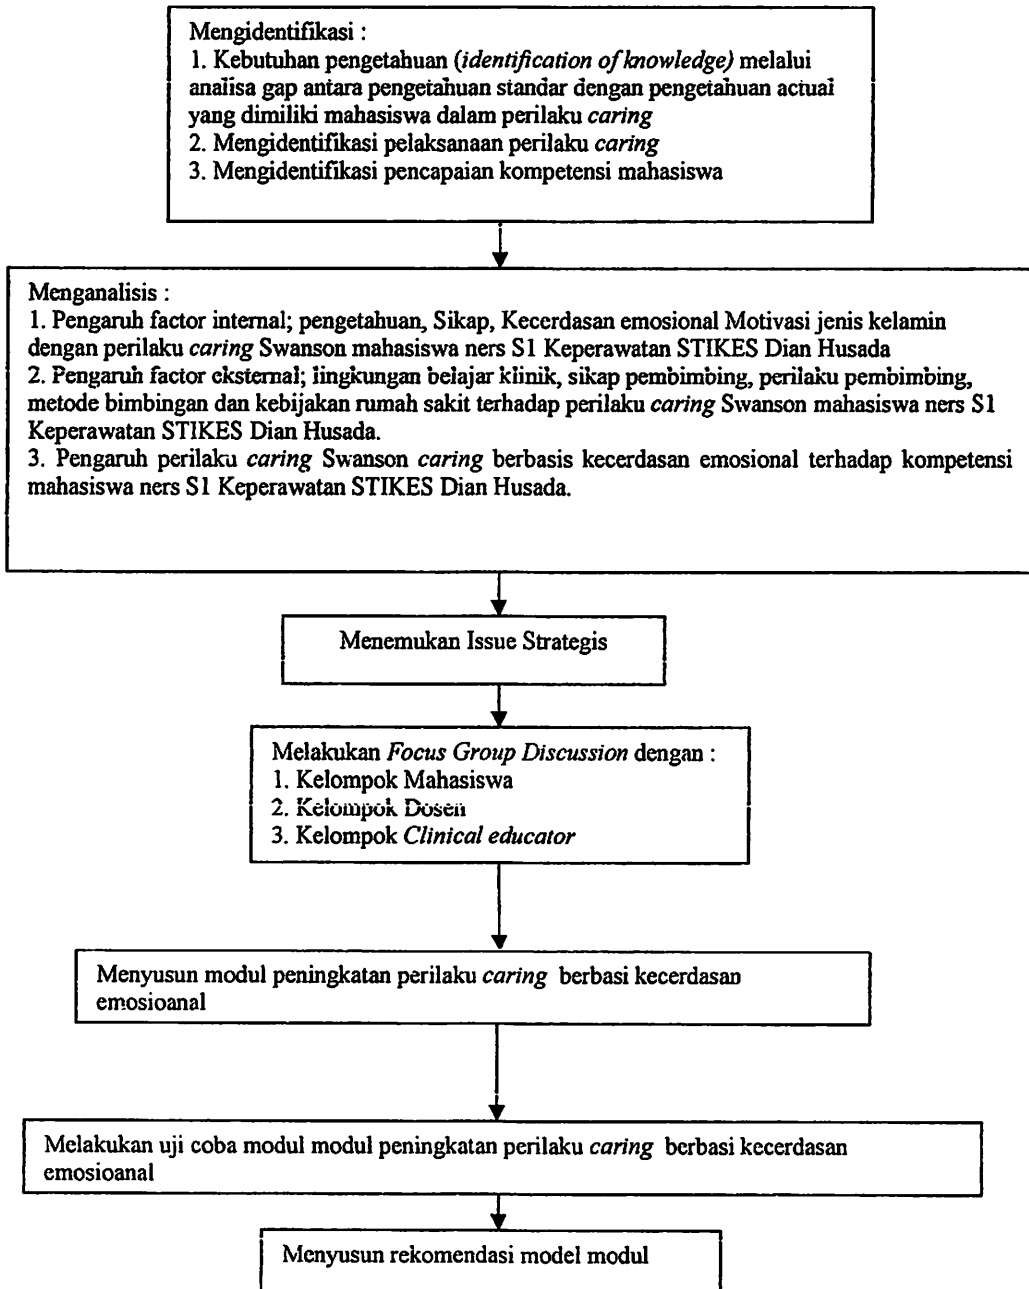 Mengidentifikasi :
1. Kebutuhan pengetahuan (identification of knowledge) melalui
analisa gap antara pengetahuan standar dengan pengetahuan actual
yang dimiliki mahasiswa dalam perilaku caring
2. Mengidentifikasi pelaksanaan perilaku caring
3. Mengidentifikasi pencapaian kompetensi mahasiswa
Menganalisis :
1. Pengaruh factor internal; pengetahuan, Sikap, Kecerdasan emosional Motivasi jenis kelamin
dengan perilaku caring Swanson mahasiswa ners S1 Keperawatan STIKES Dian Husada
2. Pengaruh factor eksternal; lingkungan belajar klinik, sikap pembimbing, perilaku pembimbing,
metode bimbingan dan kebijakan rumah sakit terhadap perilaku caring Swanson mahasiswa ners S1
Keperawatan STIKES Dian Husada.
3. Pengaruh perilaku caring Swanson caring berbasis kecerdasan emosional terhadap kompetensi
mahasiswa ners S1 Keperawatan STIKES Dian Husada.
Menemukan Issue Strategis
Melakukan Focus Group Discussion dengan :
1. Kelompok Mahasiswa
2. Kelompok Dosen
3. Kelompok Clinical educator
Menyusun modul peningkatan perilaku caring berbasi kecerdasan
emosioanal
Melakukan uji coba modul modul peningkatan perilaku caring berbasi kecerdasan
emosioanal
Menyusun rekomendasi model modul